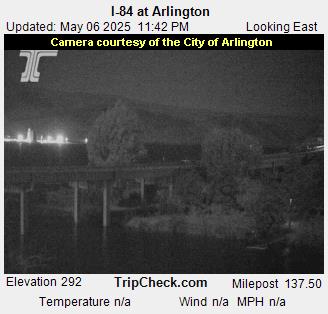 I-84 at Arlington
Updated: May 06 2025 11:42 PM Looking East
Camera courtesy of the City of Arlington
Elevation 292 TripCheck.com Milepost 137.50
Temperature n/a Wind n/a MPH n/a